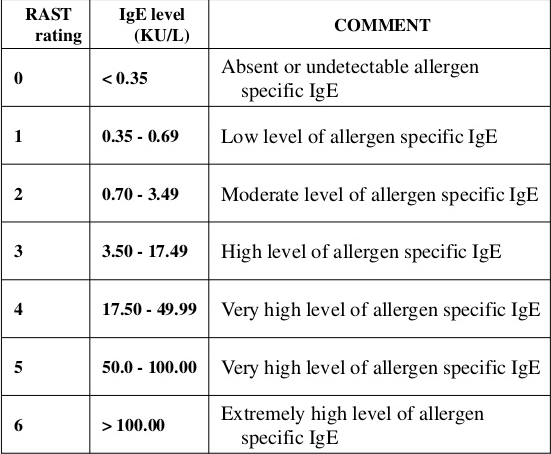 RAST rating IgE level (KU/L) COMMENT
0 < 0.35 Absent or undetectable allergen
specific IgE
1 0.35 - 0.69 Low level of allergen specific IgE
2 0.70 - 3.49 Moderate level of allergen specific IgE
3 3.50 - 17.49 High level of allergen specific IgE
4 17.50 - 49.99 Very high level of allergen specific IgE
5 50.0 - 100.00 Very high level of allergen specific IgE
6 > 100.00 Extremely high level of allergen
specific IgE